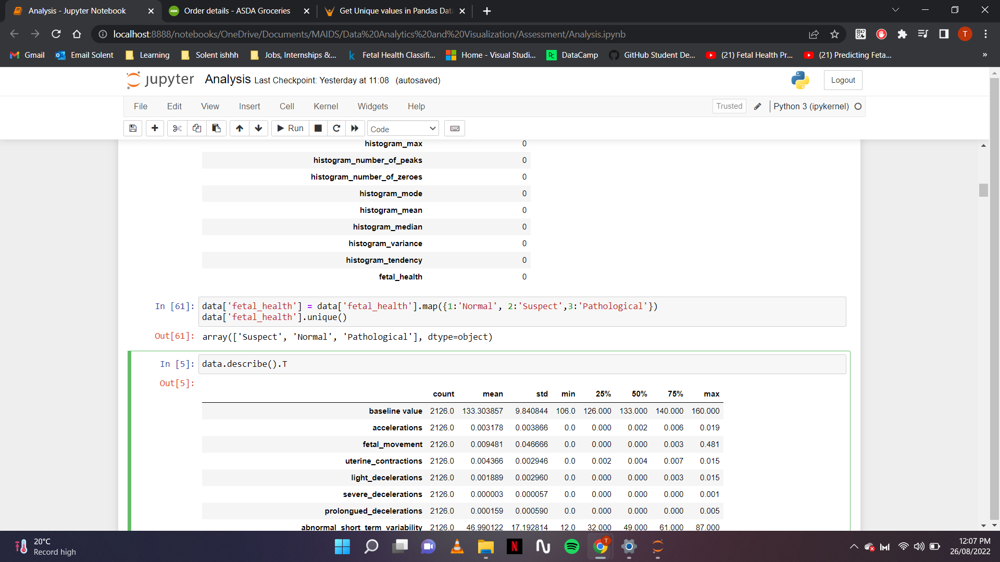 Analysis - Jupyter Notebook
Order details - ASDA Groceries
Get Unique values in Pandas Dat
localhost:8888/notebooks/OneDrive/Documents/MAIDS/Data%20Analytics%20and%20Visualization/Assessment/Analysis.ipynb
T
Gmail Email Solent Learning Solent ishhh Jobs, Internships &... Fetal Health Classifi... Home - Visual Studi... DataCamp GitHub Student De... (21) Fetal Health Pr... (21) Predicting Feta... »
jupyter Analysis Last Checkpoint: Yesterday at 11:08 (autosaved)
Logout
File Edit View Insert Cell Kernel Widgets Help
Trusted Python 3 (ipykernel)
Run Code
histogram_max 0
histogram_number_of_peaks 0
histogram_number_of_zeroes 0
histogram_mode 0
histogram_mean 0
histogram_median 0
histogram_variance 0
histogram_tendency 0
fetal_health 0
In [61]: data['fetal_health'] = data['fetal_health'].map({1:'Normal', 2:'Suspect',3:'Pathological'})
data['fetal_health'].unique()
Out[61]: array(['Suspect', 'Normal', 'Pathological'], dtype=object)
In [5]: data.describe().T
Out[5]:
count mean std min 25% 50% 75% max
baseline value 2126.0 133.303857 9.840844 106.0 126.000 133.000 140.000 160.000
accelerations 2126.0 0.003178 0.003866 0.0 0.000 0.002 0.006 0.019
fetal_movement 2126.0 0.009481 0.046666 0.0 0.000 0.000 0.003 0.481
uterine_contractions 2126.0 0.004366 0.002946 0.0 0.002 0.004 0.007 0.015
light_decelerations 2126.0 0.001889 0.002960 0.0 0.000 0.000 0.003 0.015
severe_decelerations 2126.0 0.000003 0.000057 0.0 0.000 0.000 0.000 0.001
prolongued_decelerations 2126.0 0.000159 0.000590 0.0 0.000 0.000 0.000 0.005
abnormal_short_term_variability 2126.0 46.990122 17.192814 12.0 32.000 49.000 61.000 87.000
20°C
Record high
12:07 PM
26/08/2022